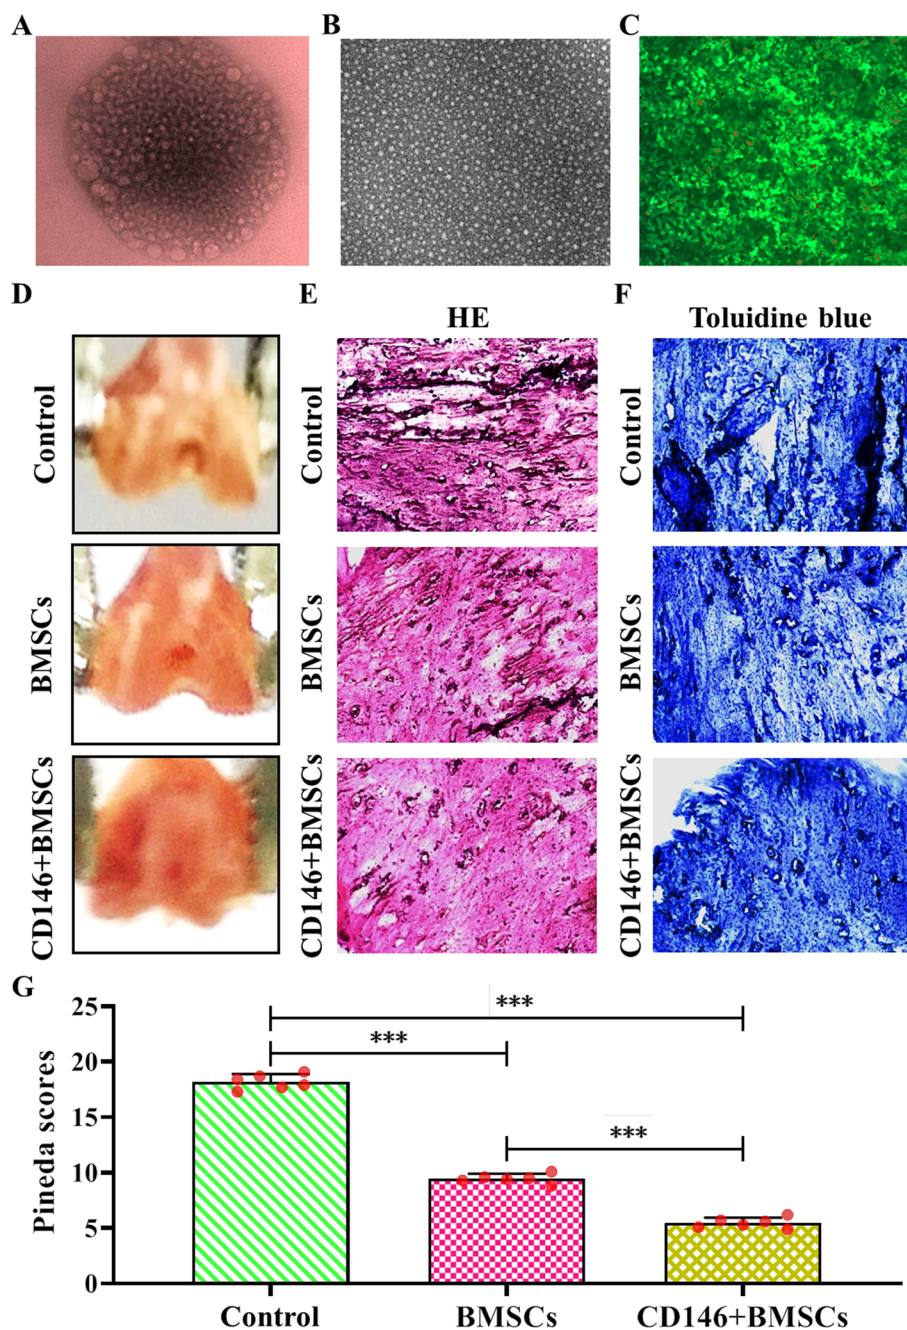 A
B
C
D
E
F
HE
Toluidine blue
Control
Control
Control
BMSCs
BMSCs
BMSCs
CD146+BMSCs
CD146+BMSCs
CD146+BMSCs
G
Pineda scores
25
20
15
10
5
0
***
***
***
Control
BMSCs
CD146+BMSCs